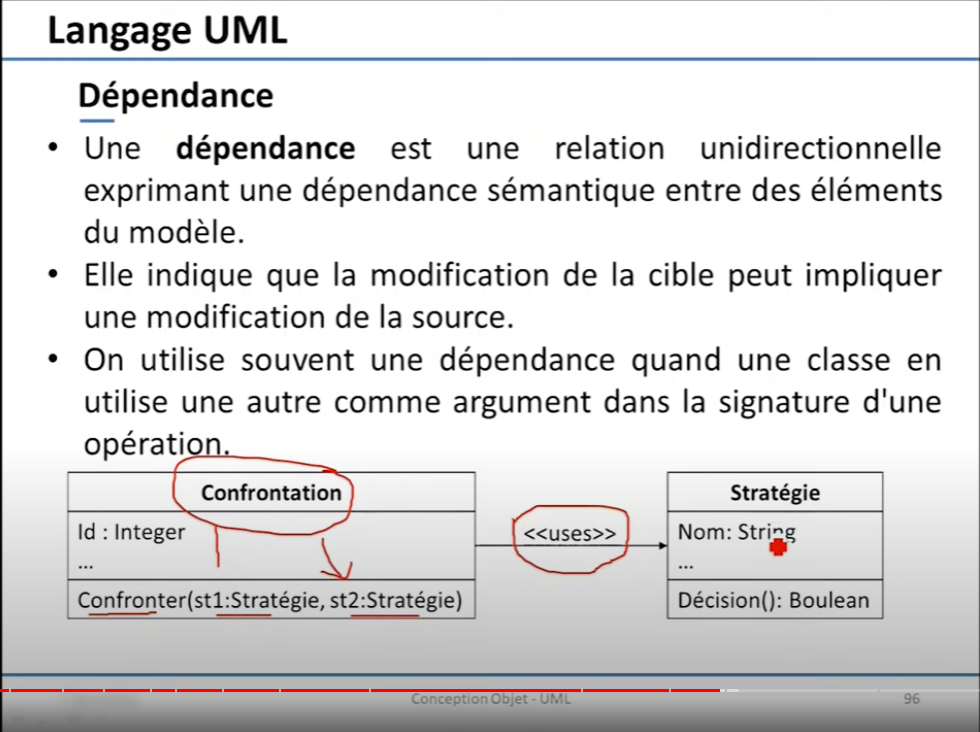 Langage UML
Dépendance
• Une dépendance est une relation unidirectionnelle
exprimant une dépendance sémantique entre des éléments
du modèle.
• Elle indique que la modification de la cible peut impliquer
une modification de la source.
• On utilise souvent une dépendance quand une classe en
utilise une autre comme argument dans la signature d'une
opération.
Confrontation
Id : Integer
...
Confronter(st1:Stratégie, st2:Stratégie)
<<uses>>
Stratégie
Nom: String
...
Décision(): Boulean
Conception Objet - UML
96